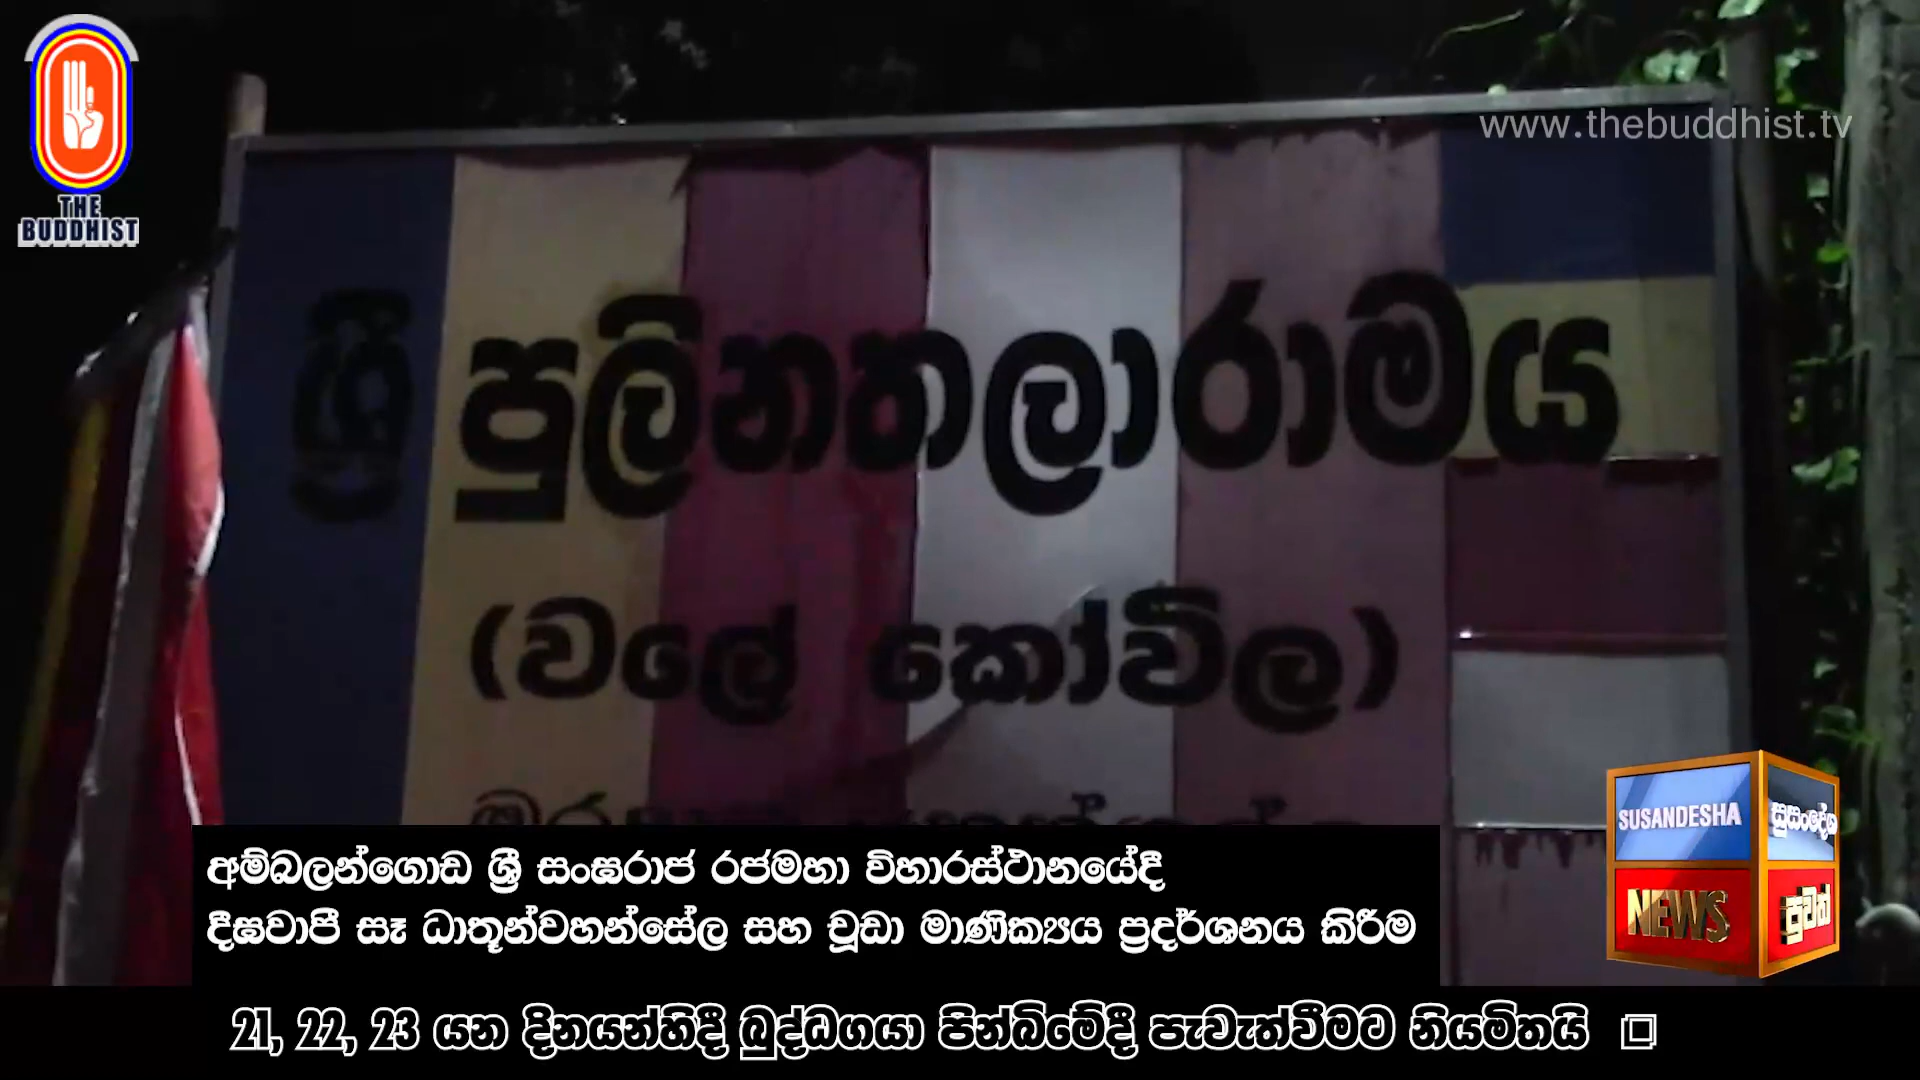 THE
BUDDHIST
www.thebuddhist.tv
ශ්‍රී පුලිනතලාරාමය
(වලේ කෝවිල)
SUSANDESHA
සුසංදේශ
NEWS
පුවත්
අම්බලන්ගොඩ ශ්‍රී සංඝරාජ රජමහා විහාරස්ථානයේදී
දීඝවාපී සෑ ධාතූන්වහන්සේල සහ චූඩා මාණික්‍යය ප්‍රදර්ශනය කිරීම
21, 22, 23 යන දිනයන්හිදී බුද්ධගයා පින්බිමේදී පැවැත්වීමට නියමිතයි